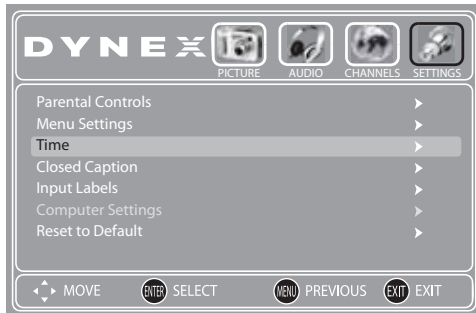 DYNEX
PICTURE AUDIO CHANNELS SETTINGS
Parental Controls
Menu Settings
Time
Closed Caption
Input Labels
Computer Settings
Reset to Default
MOVE ENTER SELECT MENU PREVIOUS EXIT EXIT